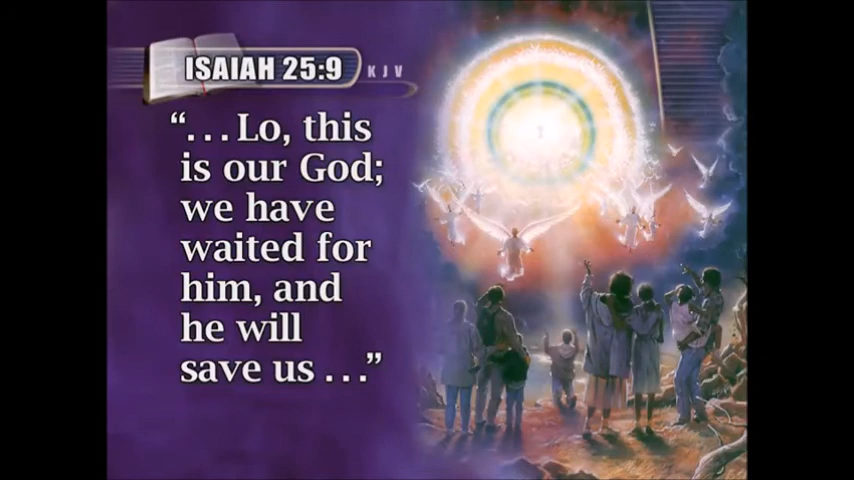 ISAIAH 25:9 KJV
“. . . Lo, this
is our God;
we have
waited for
him, and
he will
save us . . .”